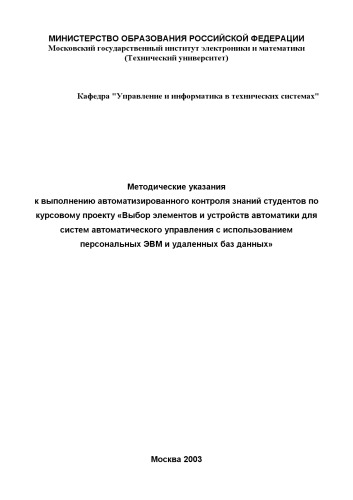 МИНИСТЕРСТВО ОБРАЗОВАНИЯ РОССИЙСКОЙ ФЕДЕРАЦИИ
Московский государственный институт электроники и математики
(Технический университет)
Кафедра "Управление и информатика в технических системах"
Методические указания
к выполнению автоматизированного контроля знаний студентов по
курсовому проекту «Выбор элементов и устройств автоматики для
систем автоматического управления с использованием
персональных ЭВМ и удаленных баз данных»
Москва 2003